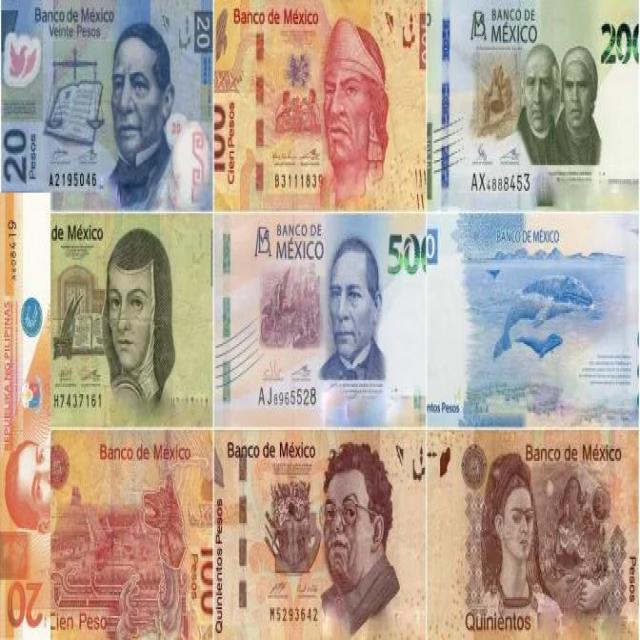 Banco de México
Veinte Pesos
20
20
Pesos
A2195046
Banco de México
100
Cien Pesos
B3111839
BANCO DE
MÉXICO
200
AX4888453
REPUBLIKA NG PILIPINAS
20
de México
H7437161
BANCO DE
MÉXICO
500
AJ8965528
BANCO DE MÉXICO
ntos Pesos
Banco de México
Cien Peso
100
Pesos
Banco de México
Quinientos Pesos
M5293642
Banco de México
Quinientos
Pesos